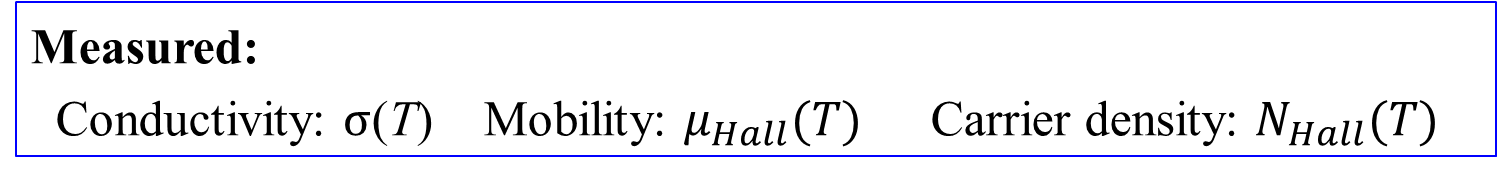 Measured:
Conductivity: σ(T) Mobility: μ_Hall(T) Carrier density: N_Hall(T)